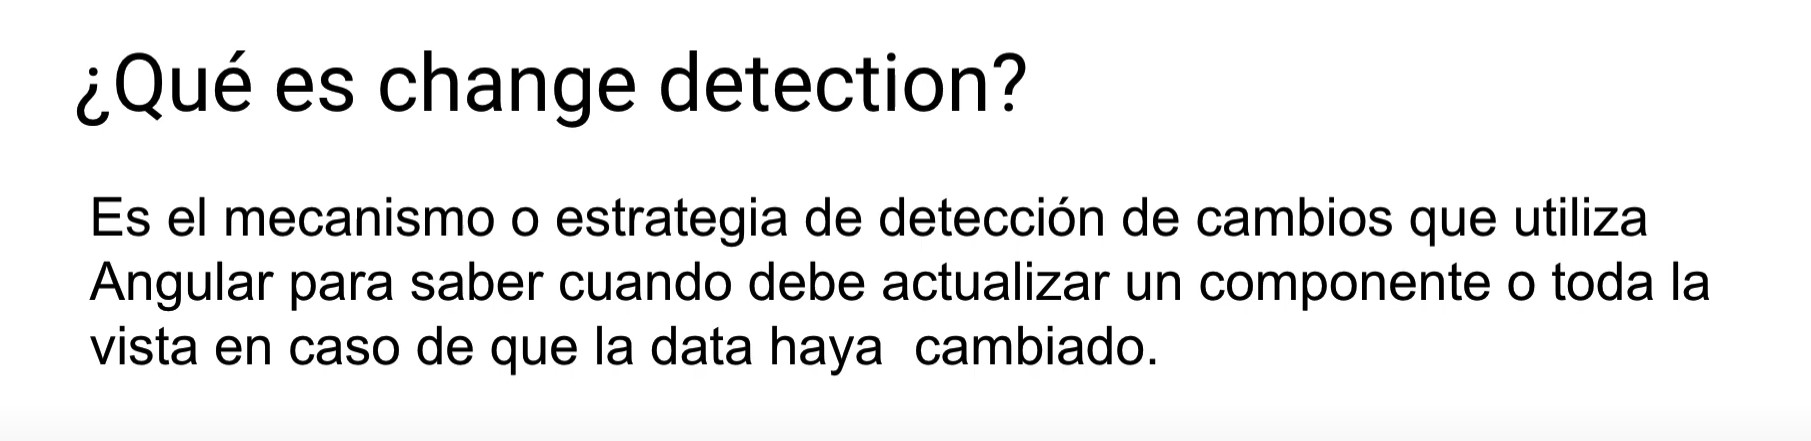 ¿Qué es change detection?
Es el mecanismo o estrategia de detección de cambios que utiliza
Angular para saber cuando debe actualizar un componente o toda la
vista en caso de que la data haya  cambiado.